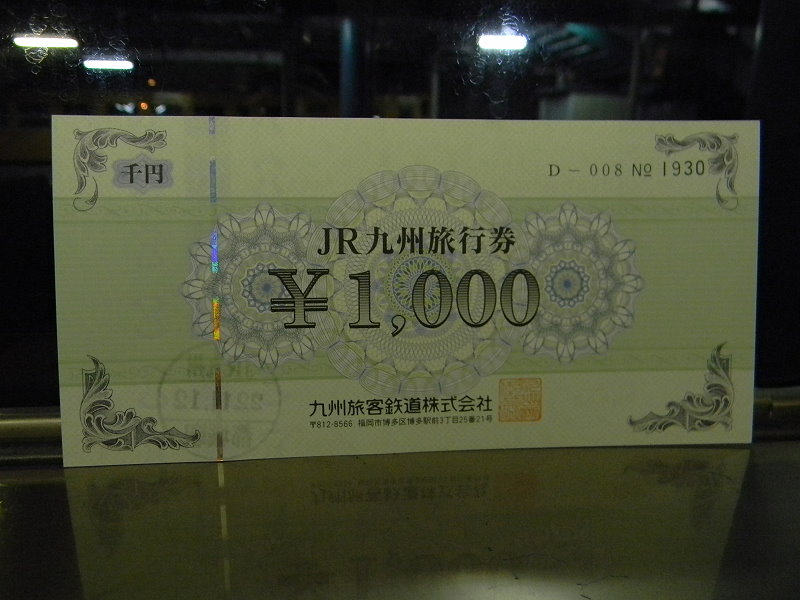 千円
D－008 No 1930
JR九州旅行券
¥1,000
九州旅客鉄道株式会社
〒812-8566 福岡市博多区博多駅前3丁目25番21号